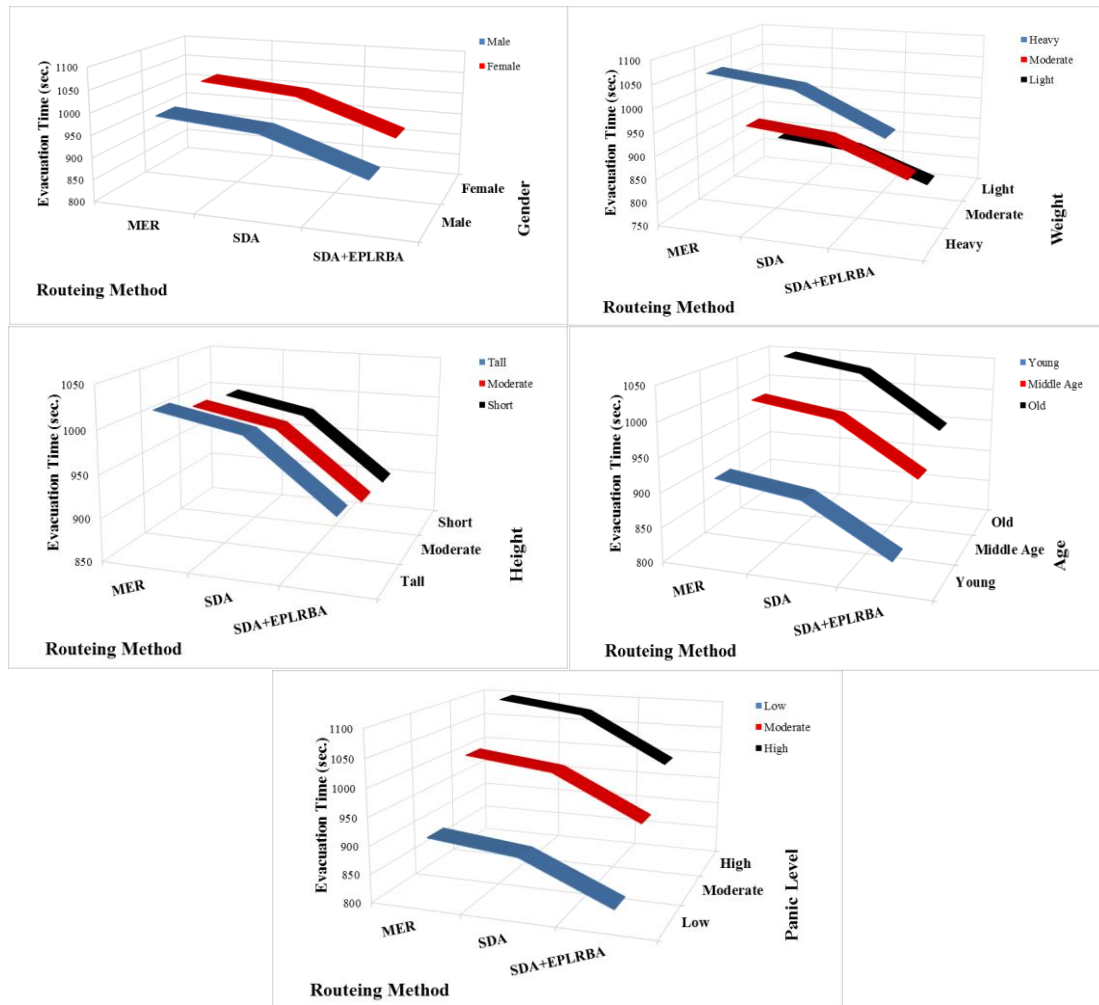 Evacuation Time (sec.)
1100
1050
1000
950
900
850
800
MER
SDA
SDA+EPLRBA
Routeing Method
Male
Female
Gender
Male
Female
Evacuation Time (sec.)
1100
1050
1000
950
900
850
800
750
MER
SDA
SDA+EPLRBA
Routeing Method
Heavy
Moderate
Light
Weight
Heavy
Moderate
Light
Evacuation Time (sec.)
1050
1000
950
900
850
MER
SDA
SDA+EPLRBA
Routeing Method
Tall
Moderate
Short
Height
Tall
Moderate
Short
Evacuation Time (sec.)
1050
1000
950
900
850
800
MER
SDA
SDA+EPLRBA
Routeing Method
Young
Middle Age
Old
Age
Young
Middle Age
Old
Evacuation Time (sec.)
1100
1050
1000
950
900
850
800
MER
SDA
SDA+EPLRBA
Routeing Method
Low
Moderate
High
Panic Level
Low
Moderate
High